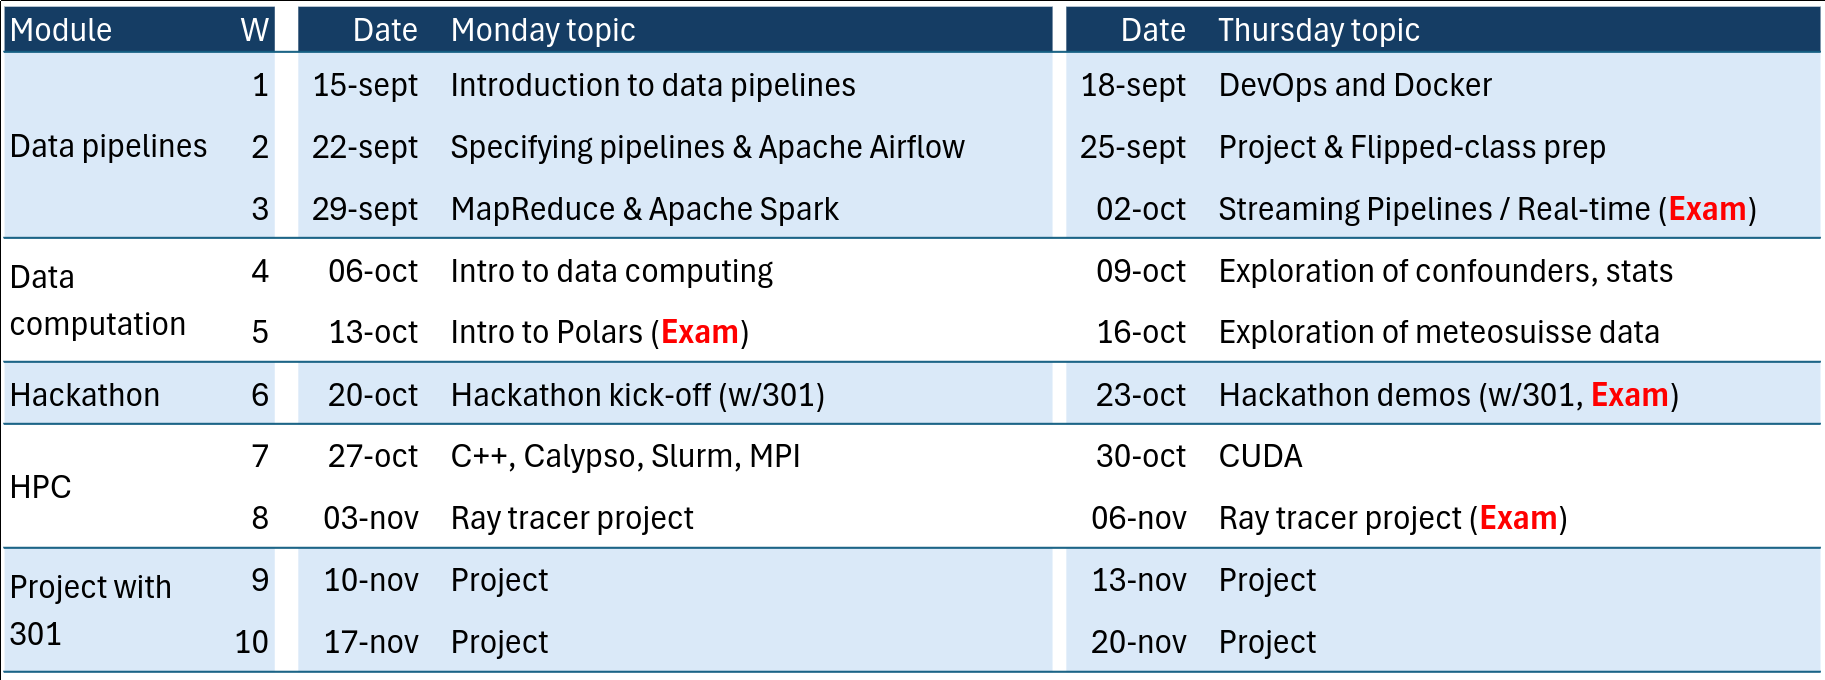 Module W Date Monday topic Date Thursday topic
1 15-sept Introduction to data pipelines 18-sept DevOps and Docker
Data pipelines 2 22-sept Specifying pipelines & Apache Airflow 25-sept Project & Flipped-class prep
3 29-sept MapReduce & Apache Spark 02-oct Streaming Pipelines / Real-time (Exam)
Data
computation
4 06-oct Intro to data computing 09-oct Exploration of confounders, stats
5 13-oct Intro to Polars (Exam) 16-oct Exploration of meteosuisse data
Hackathon 6 20-oct Hackathon kick-off (w/301) 23-oct Hackathon demos (w/301, Exam)
HPC
7 27-oct C++, Calypso, Slurm, MPI 30-oct CUDA
8 03-nov Ray tracer project 06-nov Ray tracer project (Exam)
Project with
301
9 10-nov Project 13-nov Project
10 17-nov Project 20-nov Project